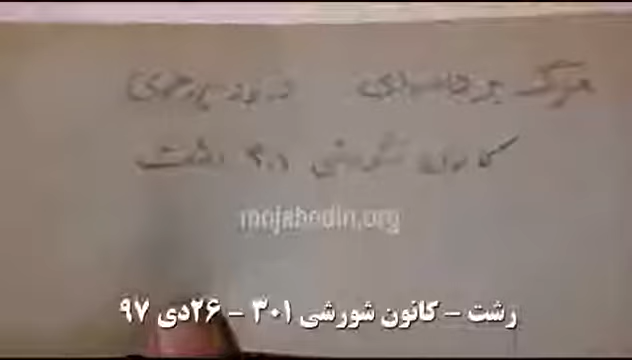 مرگ بر خامنه‌ای درود بر رجوی
کانون شورشی ۳۰۱ رشت
mojahedin.org
رشت – کانون شورشی ۳۰۱ – ۲۶دی ۹۷